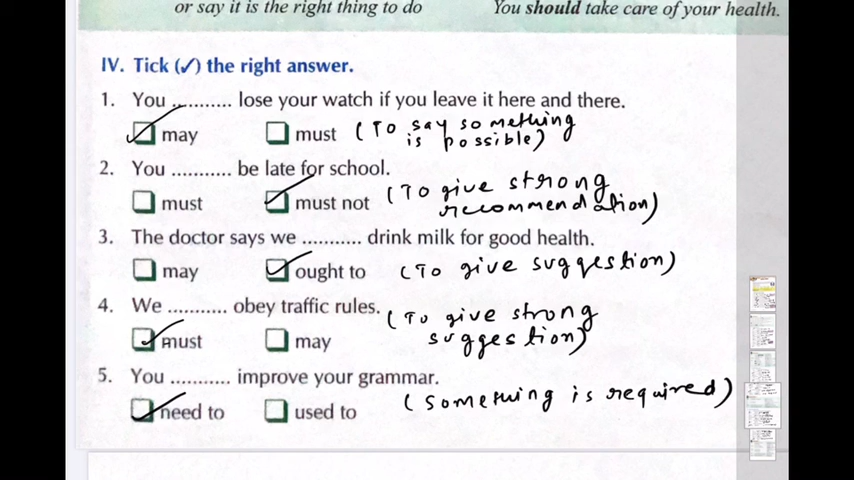 or say it is the right thing to do You should take care of your health.
IV. Tick (✓) the right answer.
1. You .......... lose your watch if you leave it here and there.
may must (To say something
is possible)
2. You .......... be late for school.
must must not (To give strong
recommendation)
3. The doctor says we .......... drink milk for good health.
may ought to (To give suggestion)
4. We .......... obey traffic rules. (To give strong
must may suggestion)
5. You .......... improve your grammar.
need to used to (something is required)